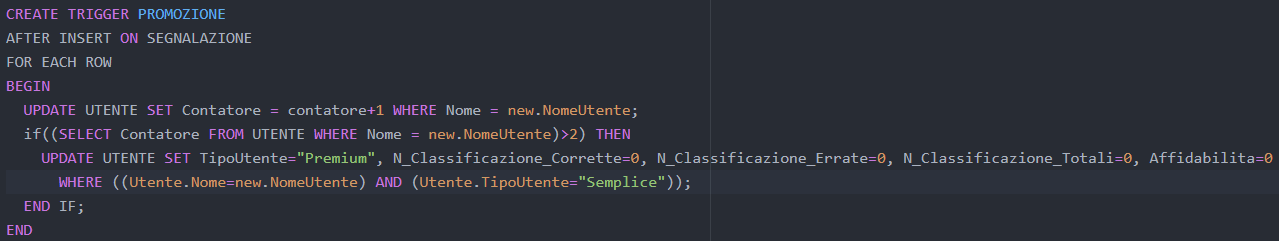 CREATE TRIGGER PROMOZIONE
AFTER INSERT ON SEGNALAZIONE
FOR EACH ROW
BEGIN
  UPDATE UTENTE SET Contatore = contatore+1 WHERE Nome = new.NomeUtente;
  if((SELECT Contatore FROM UTENTE WHERE Nome = new.NomeUtente)>2) THEN
    UPDATE UTENTE SET TipoUtente="Premium", N_Classificazione_Corrette=0, N_Classificazione_Errate=0, N_Classificazione_Totali=0, Affidabilita=0
      WHERE ((Utente.Nome=new.NomeUtente) AND (Utente.TipoUtente="Semplice"));
  END IF;
END